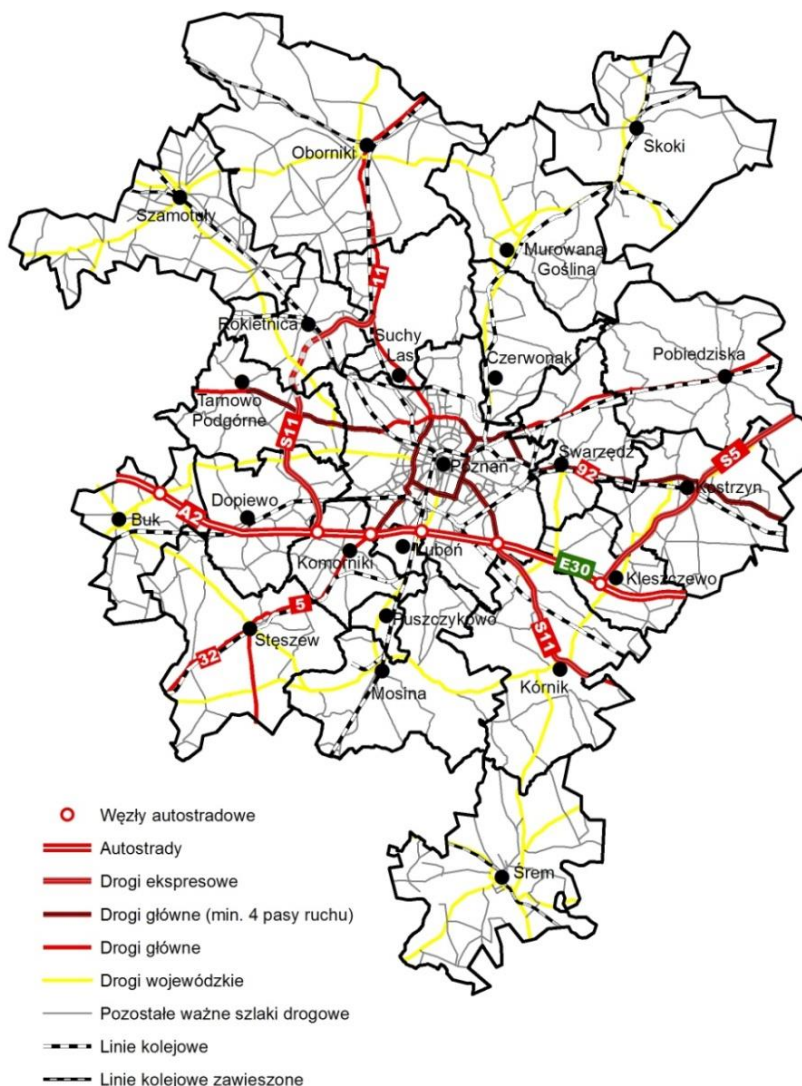 Oborniki
Skoki
Szamotuły
Murowana
Goślina
11
Rokietnica
Suchy
Las
Czerwonak
Pobiedziska
Tarnowo
Podgórne
S11
Swarzędz
S5
Poznań
92
Kostrzyn
A2
Dopiewo
Buk
Luboń
Komorniki
E30
Kleszczewo
5
Puszczykowo
S11
Stęszew
32
Mosina
Kórnik
Śrem
Węzły autostradowe
Autostrady
Drogi ekspresowe
Drogi główne (min. 4 pasy ruchu)
Drogi główne
Drogi wojewódzkie
Pozostałe ważne szlaki drogowe
Linie kolejowe
Linie kolejowe zawieszone